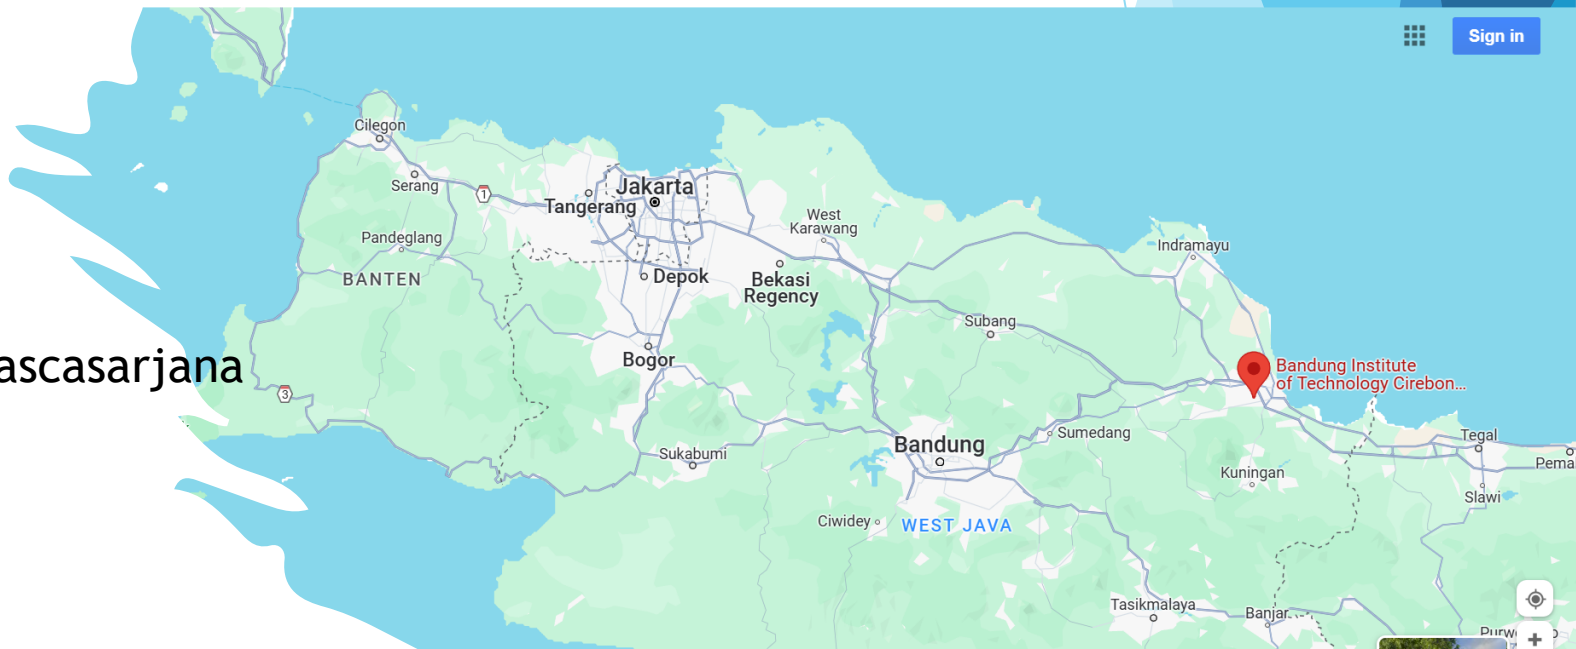 Sign in
Cilegon
Serang
1
Jakarta
Tangerang
West
Karawang
Pandeglang
BANTEN
Depok
Bekasi
Regency
Indramayu
Subang
Bogor
ascasarjana
3
Bandung Institute
of Technology Cirebon...
Sumedang
Bandung
Sukabumi
Tegal
Pema
Kuningan
Slawi
Ciwidey
WEST JAVA
Tasikmalaya
Banjar
Purw
+